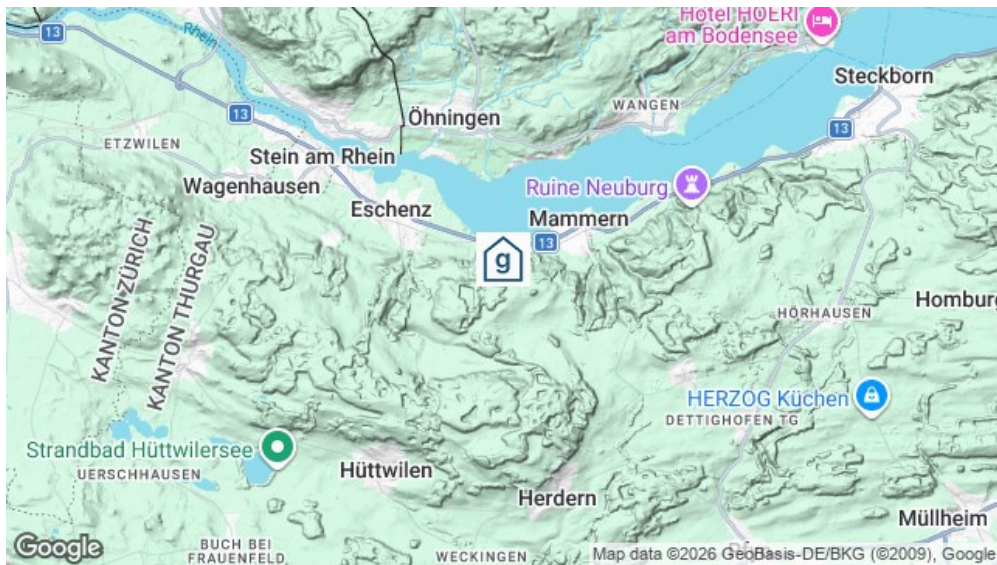 Hotel HOERI
am Bodensee
Rhein
13
Steckborn
WANGEN
Öhningen
13
13
ETZWILEN
Stein am Rhein
Wagenhausen
Ruine Neuburg
Eschenz
Mammern
13
g
KANTON ZÜRICH
KANTON THURGAU
Homburg
HÖRHAUSEN
HERZOG Küchen
DETTIGHOFEN TG
Strandbad Hüttwilersee
UERSCHHAUSEN
Hüttwilen
Herdern
Müllheim
Google
BUCH BEI
FRAUENFELD
WECKINGEN
Map data ©2026 GeoBasis-DE/BKG (©2009), Google